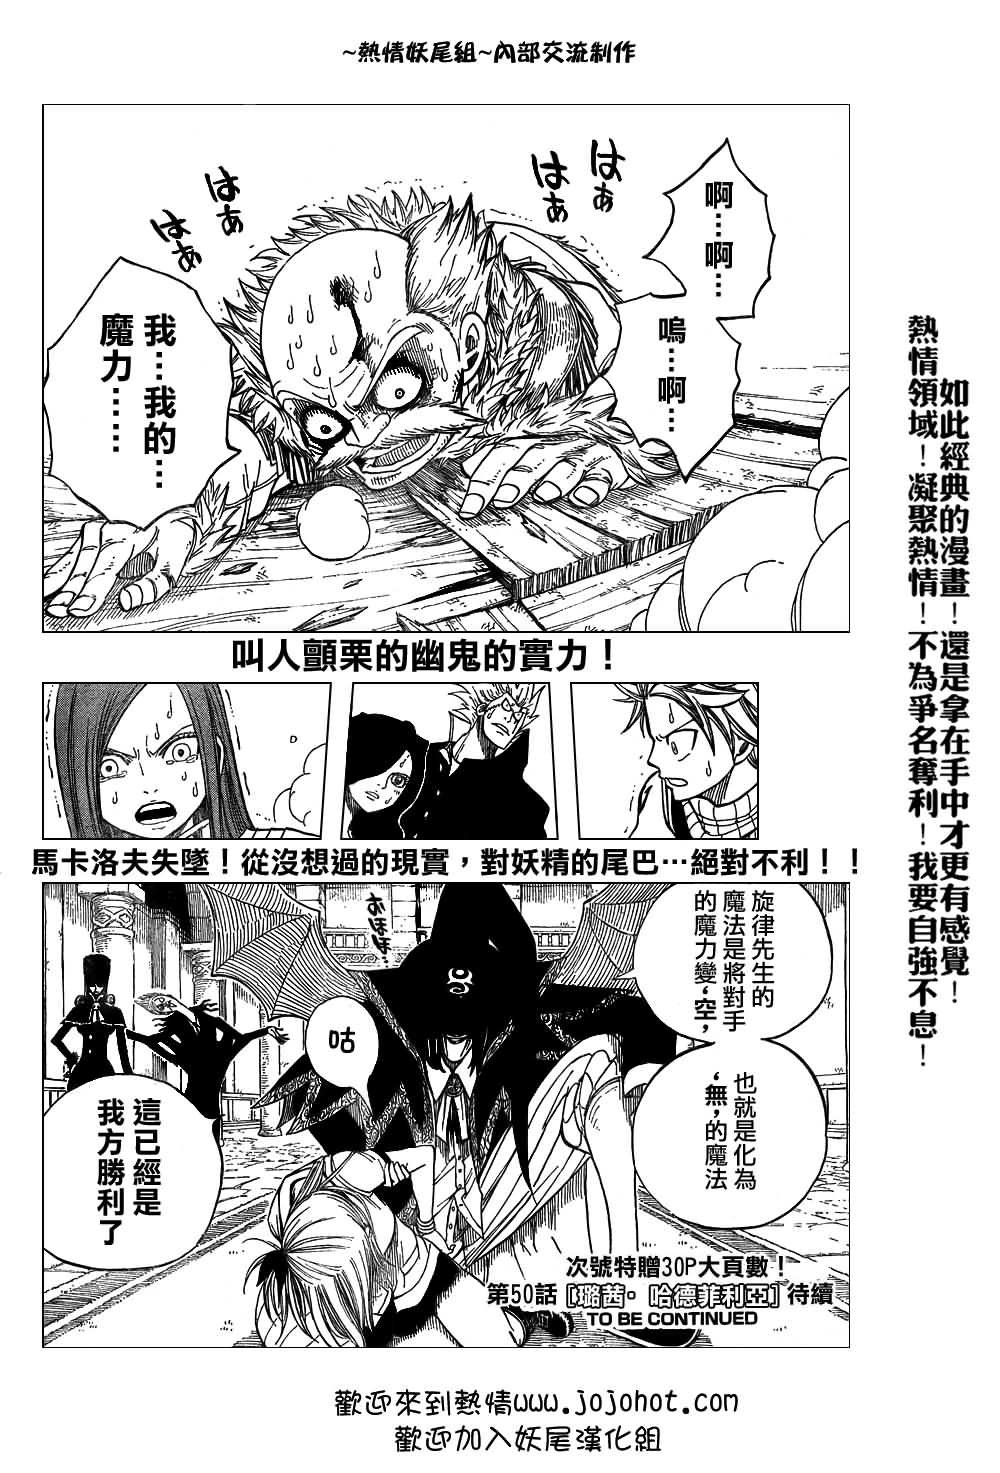 ~熱情妖尾組~內部交流制作
啊…啊…
嗚…啊…
はぁ
はぁ
はぁ
はぁ
我…我的…
魔力……
叫人顫栗的幽鬼的實力！
馬卡洛夫失墜！從沒想過的現實，對妖精的尾巴…絕對不利！！
旋律先生的
魔法是將對手
的魔力變‘空，
也就是化為
‘無，的魔法
咕
這已經是
我方勝利了
次號特贈30P大頁數！
第50話【璐茜·哈德菲利亞】待續
TO BE CONTINUED
如此經典的漫畫！還是拿在手中才更有感覺！
熱情領域！凝聚熱情！不為爭名奪利！我要自強不息！
歡迎來到熱情www.jojohot.com
歡迎加入妖尾漢化組